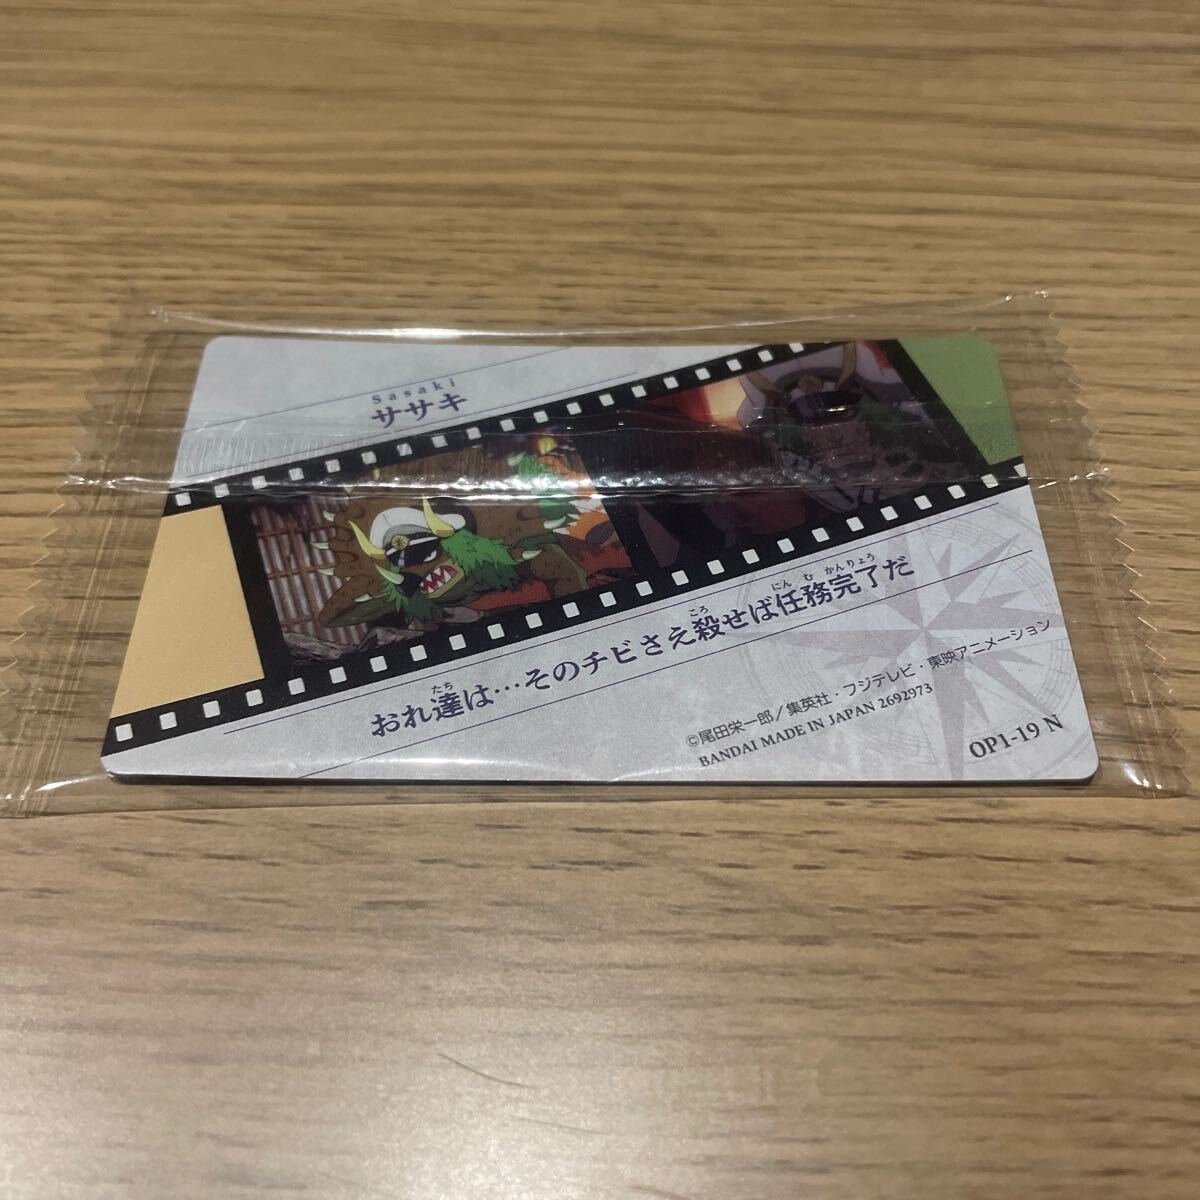 Sasaki
ササキ
たち ころ にん む かんりょう
おれ達は…そのチビさえ殺せば任務完了だ
©尾田栄一郎／集英社・フジテレビ・東映アニメーション
BANDAI MADE IN JAPAN 2692973
OP1-19 N